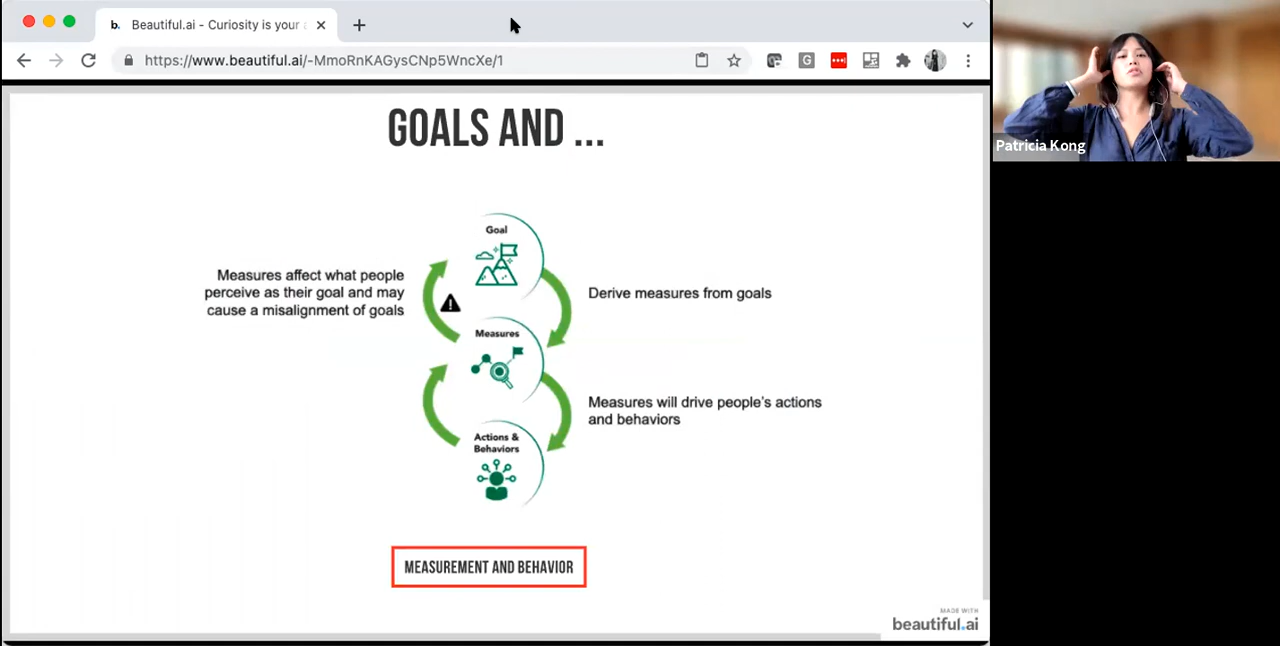 b. Beautiful.ai - Curiosity is your a
https://www.beautiful.ai/-MmoRnKAGysCNp5WncXe/1
G
Patricia Kong
GOALS AND ...
Goal
Measures affect what people
perceive as their goal and may
cause a misalignment of goals
Derive measures from goals
Measures
Measures will drive people's actions
and behaviors
Actions &
Behaviors
MEASUREMENT AND BEHAVIOR
MADE WITH
beautiful.ai